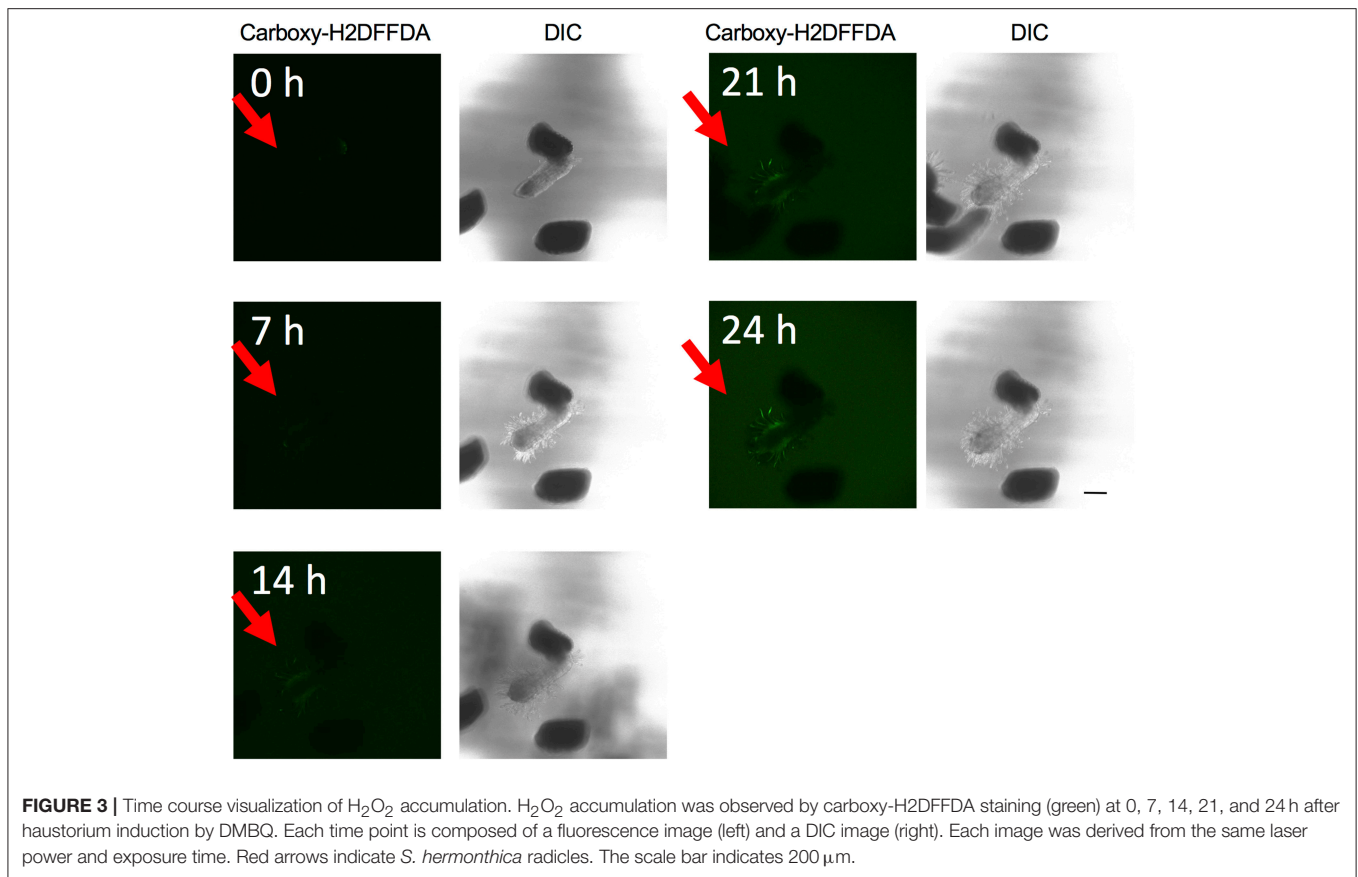 Carboxy-H2DFFDA DIC Carboxy-H2DFFDA DIC
0 h
21 h
7 h
24 h
14 h
FIGURE 3 | Time course visualization of H₂O₂ accumulation. H₂O₂ accumulation was observed by carboxy-H2DFFDA staining (green) at 0, 7, 14, 21, and 24 h after
haustorium induction by DMBQ. Each time point is composed of a fluorescence image (left) and a DIC image (right). Each image was derived from the same laser
power and exposure time. Red arrows indicate S. hermonthica radicles. The scale bar indicates 200 μm.